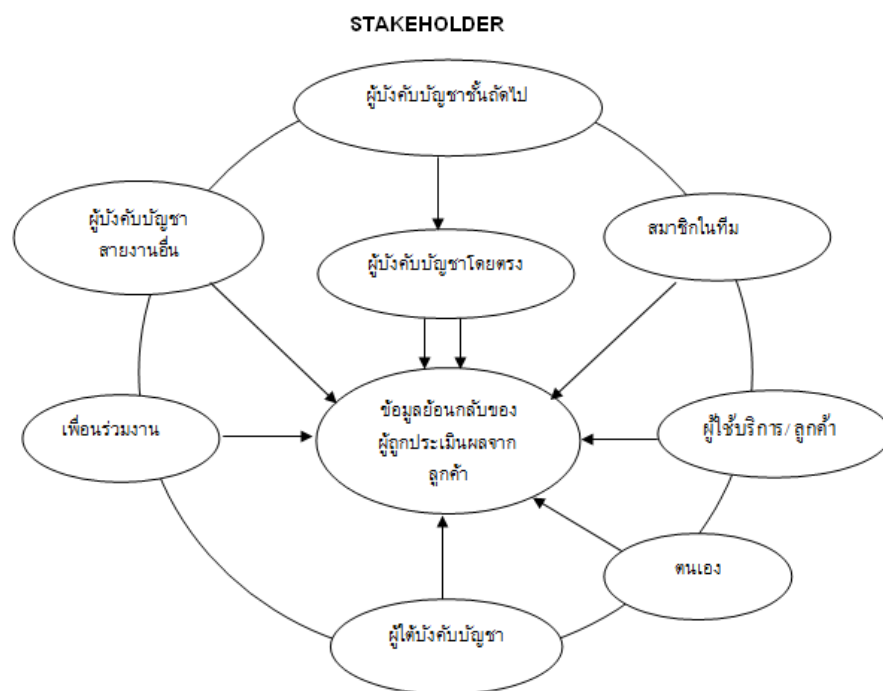 STAKEHOLDER
ผู้บังคับบัญชาชั้นถัดไป
ผู้บังคับบัญชา
สายงานอื่น
สมาชิกในทีม
ผู้บังคับบัญชาโดยตรง
ข้อมูลย้อนกลับของ
ผู้ถูกประเมินผลจาก
ลูกค้า
เพื่อนร่วมงาน
ผู้ใช้บริการ/ลูกค้า
ตนเอง
ผู้ใต้บังคับบัญชา